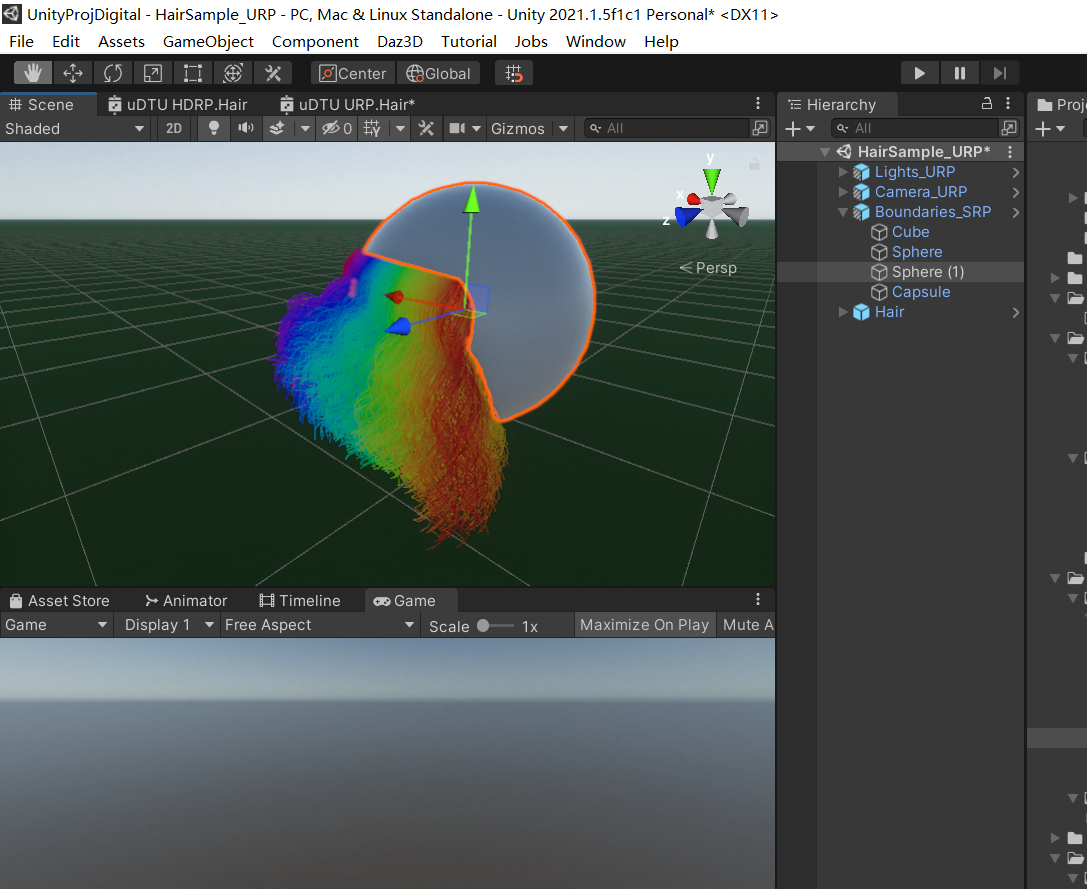 UnityProjDigital - HairSample_URP - PC, Mac & Linux Standalone - Unity 2021.1.5f1c1 Personal* <DX11>
File Edit Assets GameObject Component Daz3D Tutorial Jobs Window Help
Center Global
Scene uDTU HDRP.Hair uDTU URP.Hair* Hierarchy Proj
Shaded 2D 0 Gizmos All All
HairSample_URP*
Lights_URP
Camera_URP
Boundaries_SRP
Cube
Sphere
Sphere (1)
Capsule
Hair
y
x
z
Persp
Asset Store Animator Timeline Game
Game Display 1 Free Aspect Scale 1x Maximize On Play Mute A